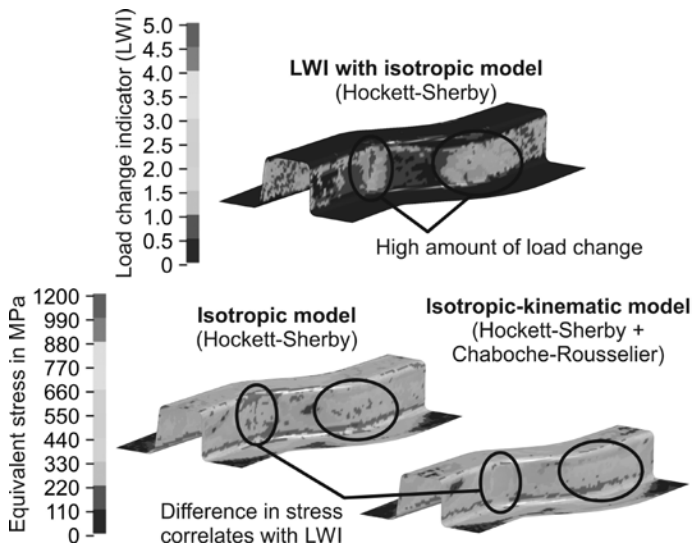 Load change indicator (LWI)
5.0
4.5
4.0
3.5
3.0
2.5
2.0
1.5
1.0
0.5
0
LWI with isotropic model
(Hockett-Sherby)
High amount of load change
Equivalent stress in MPa
1200
990
880
770
660
550
440
330
220
110
0
Isotropic model
(Hockett-Sherby)
Isotropic-kinematic model
(Hockett-Sherby +
Chaboche-Rousselier)
Difference in stress
correlates with LWI